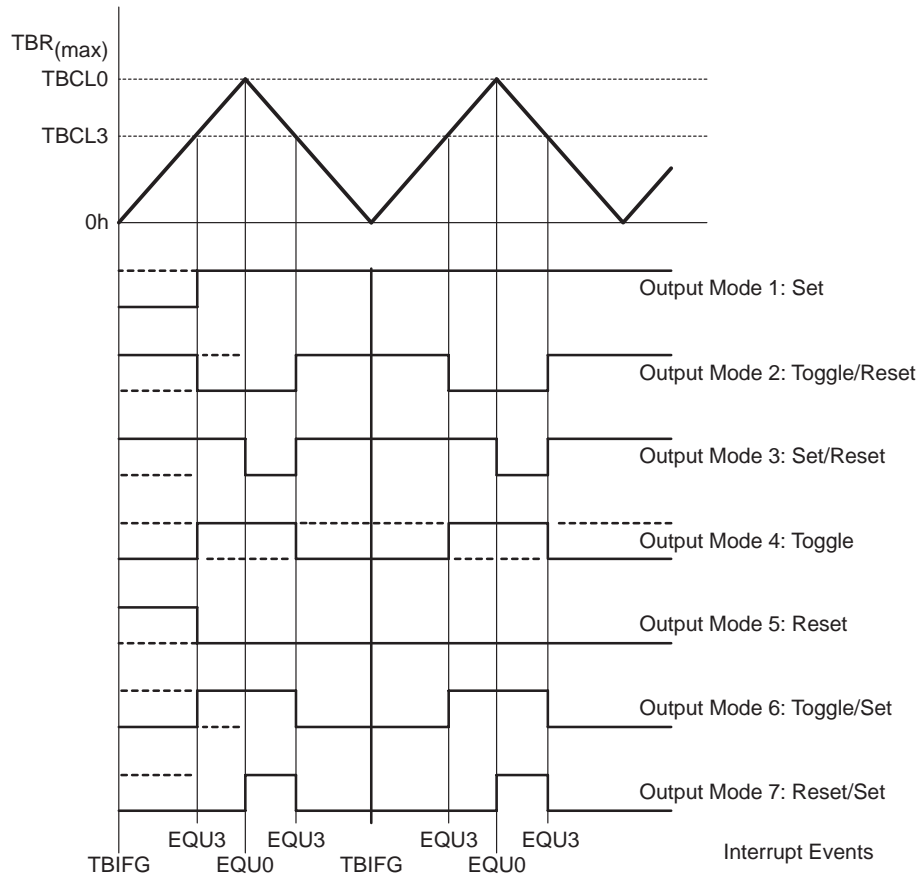 TBR(max)
TBCL0
TBCL3
0h
Output Mode 1: Set
Output Mode 2: Toggle/Reset
Output Mode 3: Set/Reset
Output Mode 4: Toggle
Output Mode 5: Reset
Output Mode 6: Toggle/Set
Output Mode 7: Reset/Set
EQU3 EQU3 EQU3 EQU3
TBIFG EQU0 TBIFG EQU0 Interrupt Events